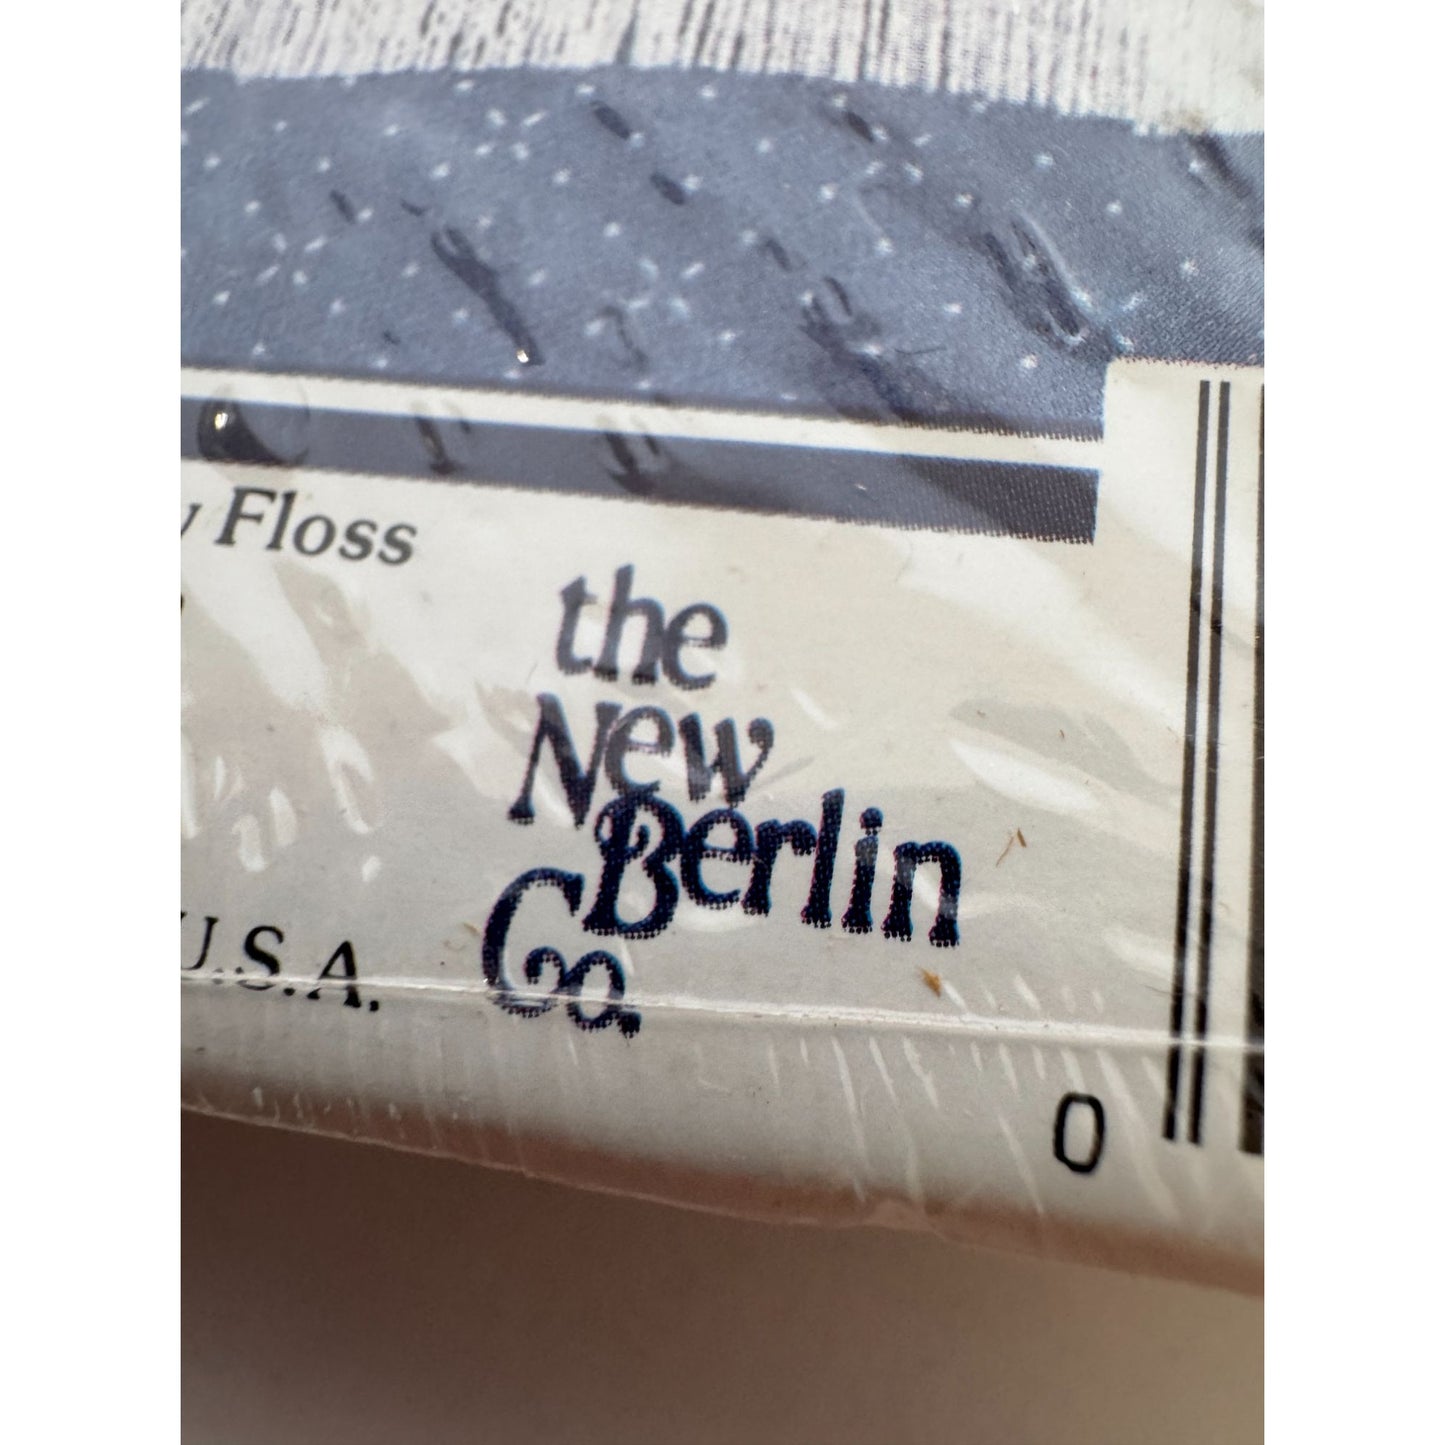 Floss
the
New
Berlin
Co.
U.S.A.
0